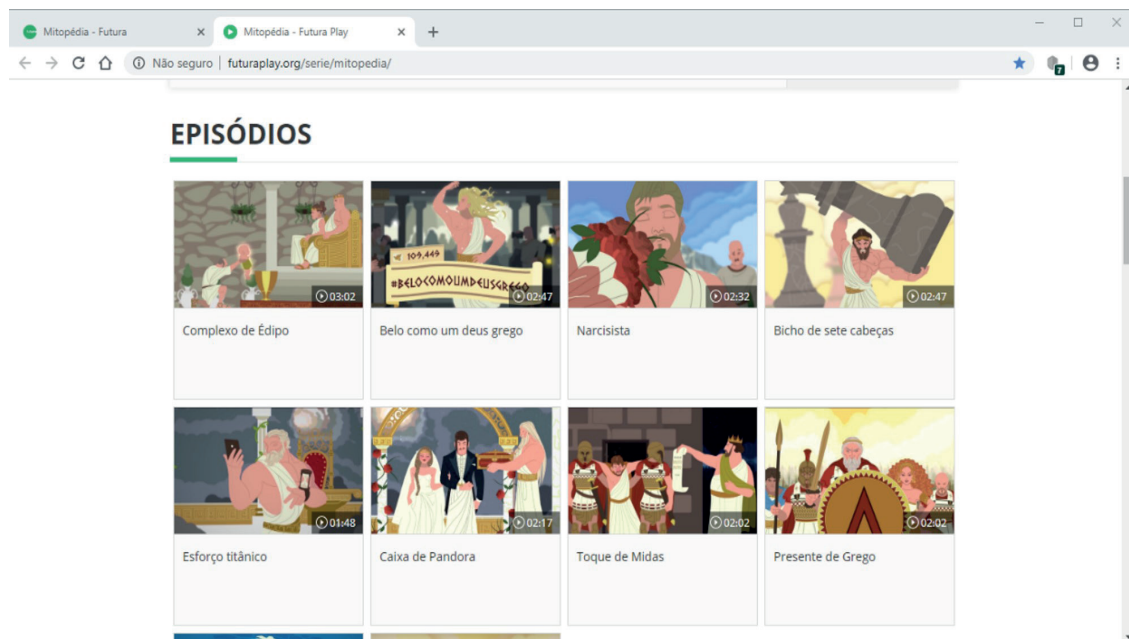 Mitopédia - Futura
Mitopédia - Futura Play
Não seguro
futuraplay.org/serie/mitopedia/
7
EPISÓDIOS
03:02
109,449
#BELOCOMOUMDEUSGREGO
02:47
02:32
02:47
Complexo de Édipo
Belo como um deus grego
Narcisista
Bicho de sete cabeças
01:48
02:17
02:02
02:02
Esforço titânico
Caixa de Pandora
Toque de Midas
Presente de Grego